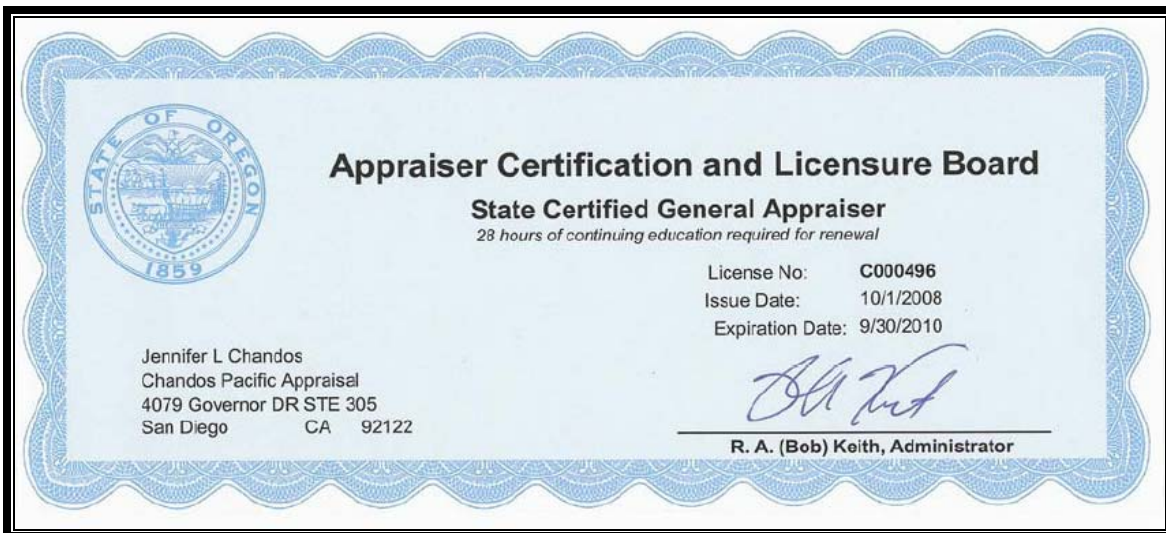 STATE OF OREGON
1859
Appraiser Certification and Licensure Board
State Certified General Appraiser
28 hours of continuing education required for renewal
License No: C000496
Issue Date: 10/1/2008
Expiration Date: 9/30/2010
Jennifer L Chandos
Chandos Pacific Appraisal
4079 Governor DR STE 305
San Diego CA 92122
R. A. (Bob) Keith, Administrator